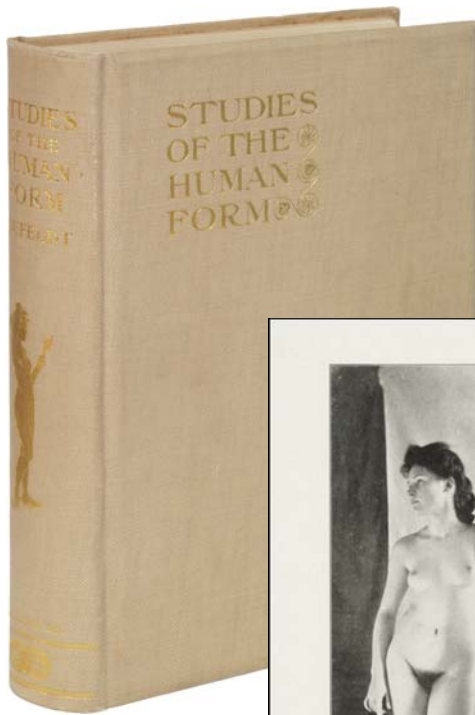 STUDIES
OF THE
HUMAN
FORM
STUDIES
OF THE
HUMAN
FORM